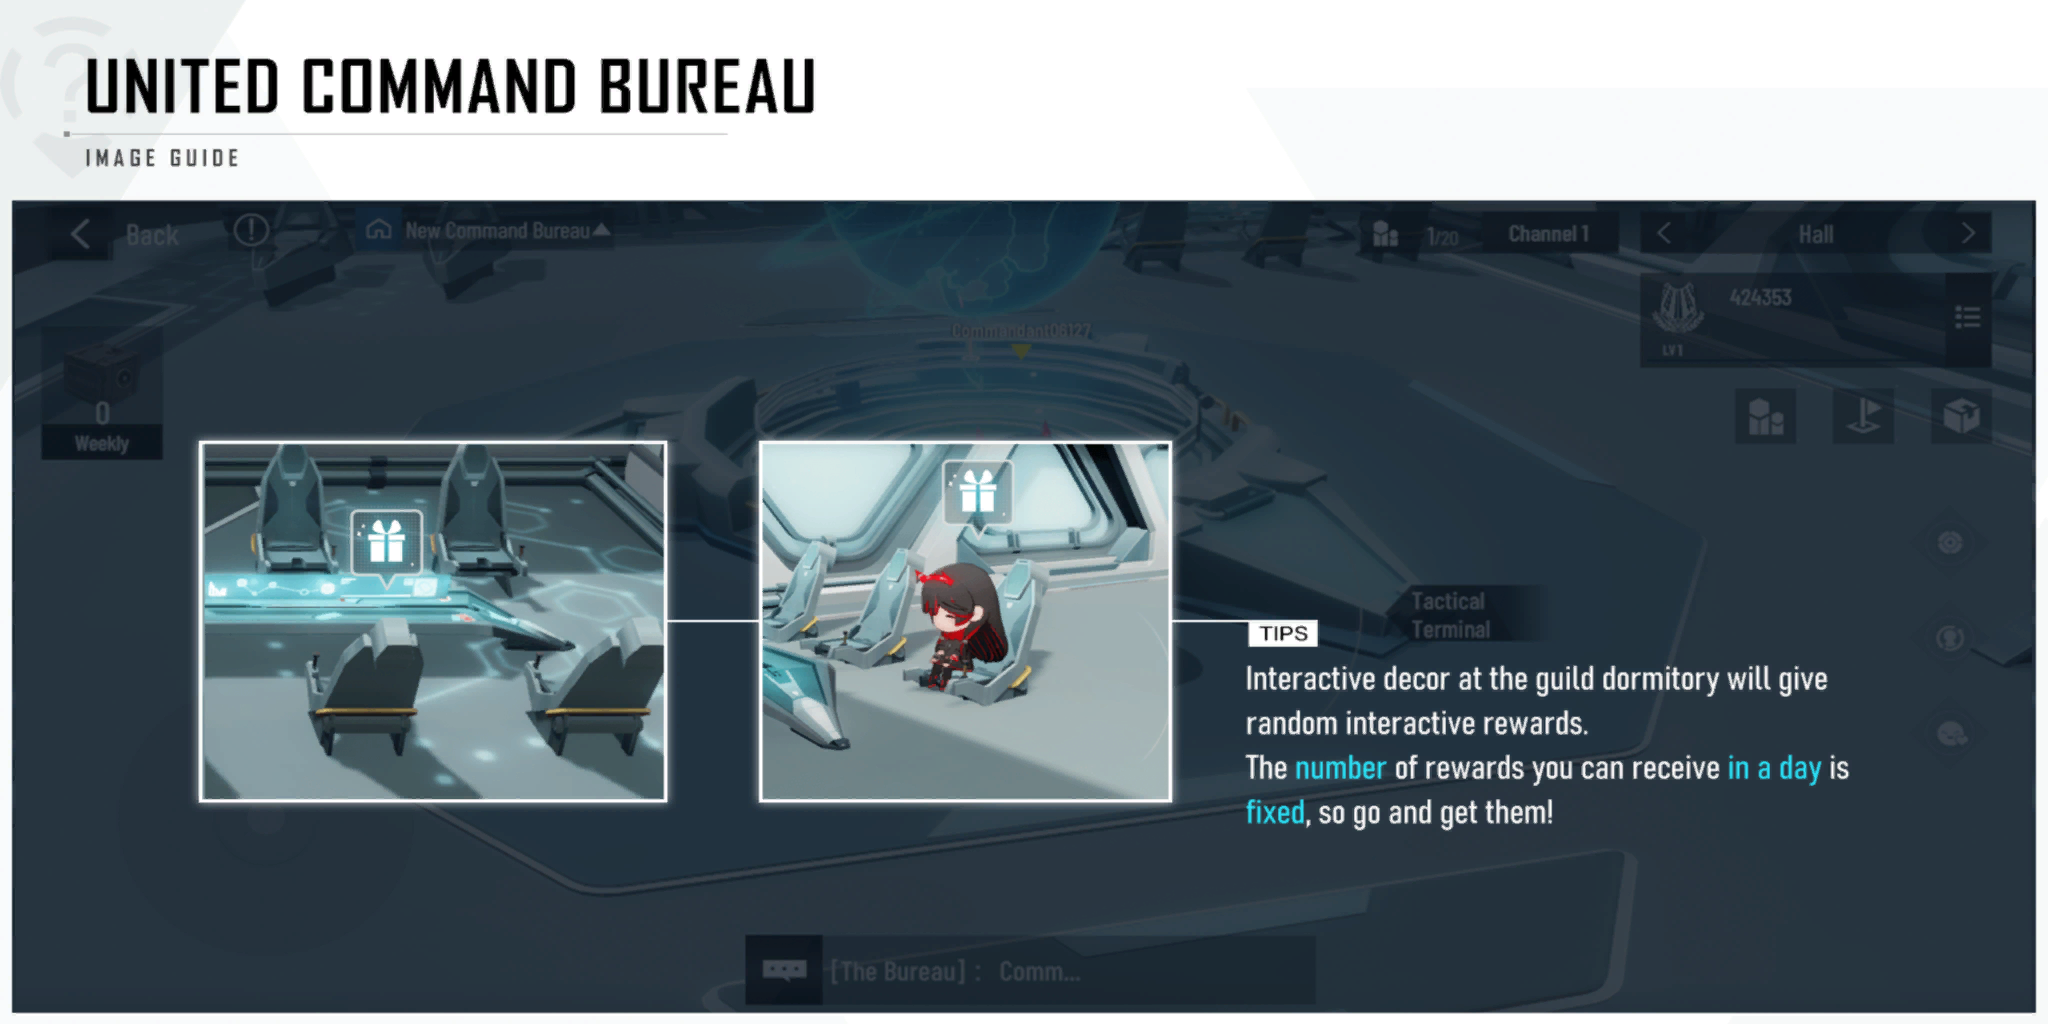 UNITED COMMAND BUREAU
IMAGE GUIDE
Back
New Command Bureau
1/20
Channel 1
Hall
424353
LV1
Commandant06127
0
Weekly
Tactical
Terminal
TIPS
Interactive decor at the guild dormitory will give
random interactive rewards.
The number of rewards you can receive in a day is
fixed, so go and get them!
[The Bureau] : Comm...